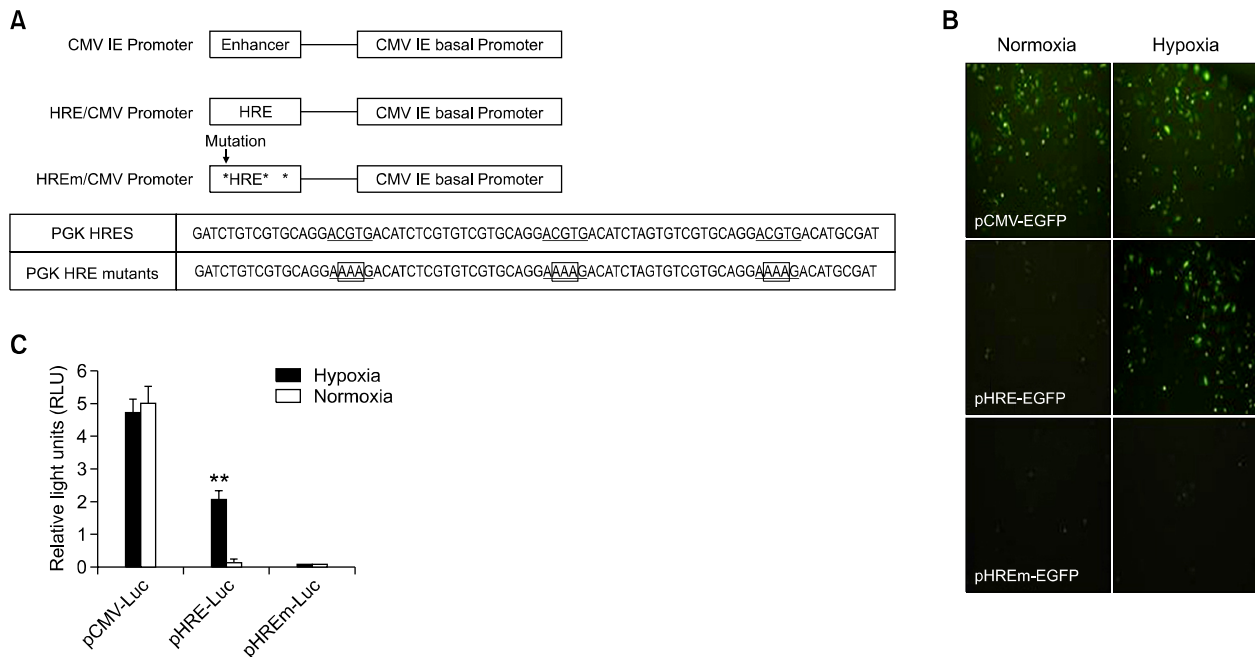 A
CMV IE Promoter
Enhancer
CMV IE basal Promoter
HRE/CMV Promoter
HRE
CMV IE basal Promoter
Mutation
HREm/CMV Promoter
*HRE* *
CMV IE basal Promoter
PGK HRES
GATCTGTCGTGCAGGACGTGACATCTCGTGTCGTGCAGGACGTGACATCTAGTGTCGTGCAGGACGTGACATGCGAT
PGK HRE mutants
GATCTGTCGTGCAGGAAAAGACATCTCGTGTCGTGCAGGAAAAGACATCTAGTGTCGTGCAGGAAAAGACATGCGAT
B
Normoxia
Hypoxia
pCMV-EGFP
pHRE-EGFP
pHREm-EGFP
C
Relative light units (RLU)
6
5
4
3
2
1
0
**
Hypoxia
Normoxia
pCMV-Luc
pHRE-Luc
pHREm-Luc